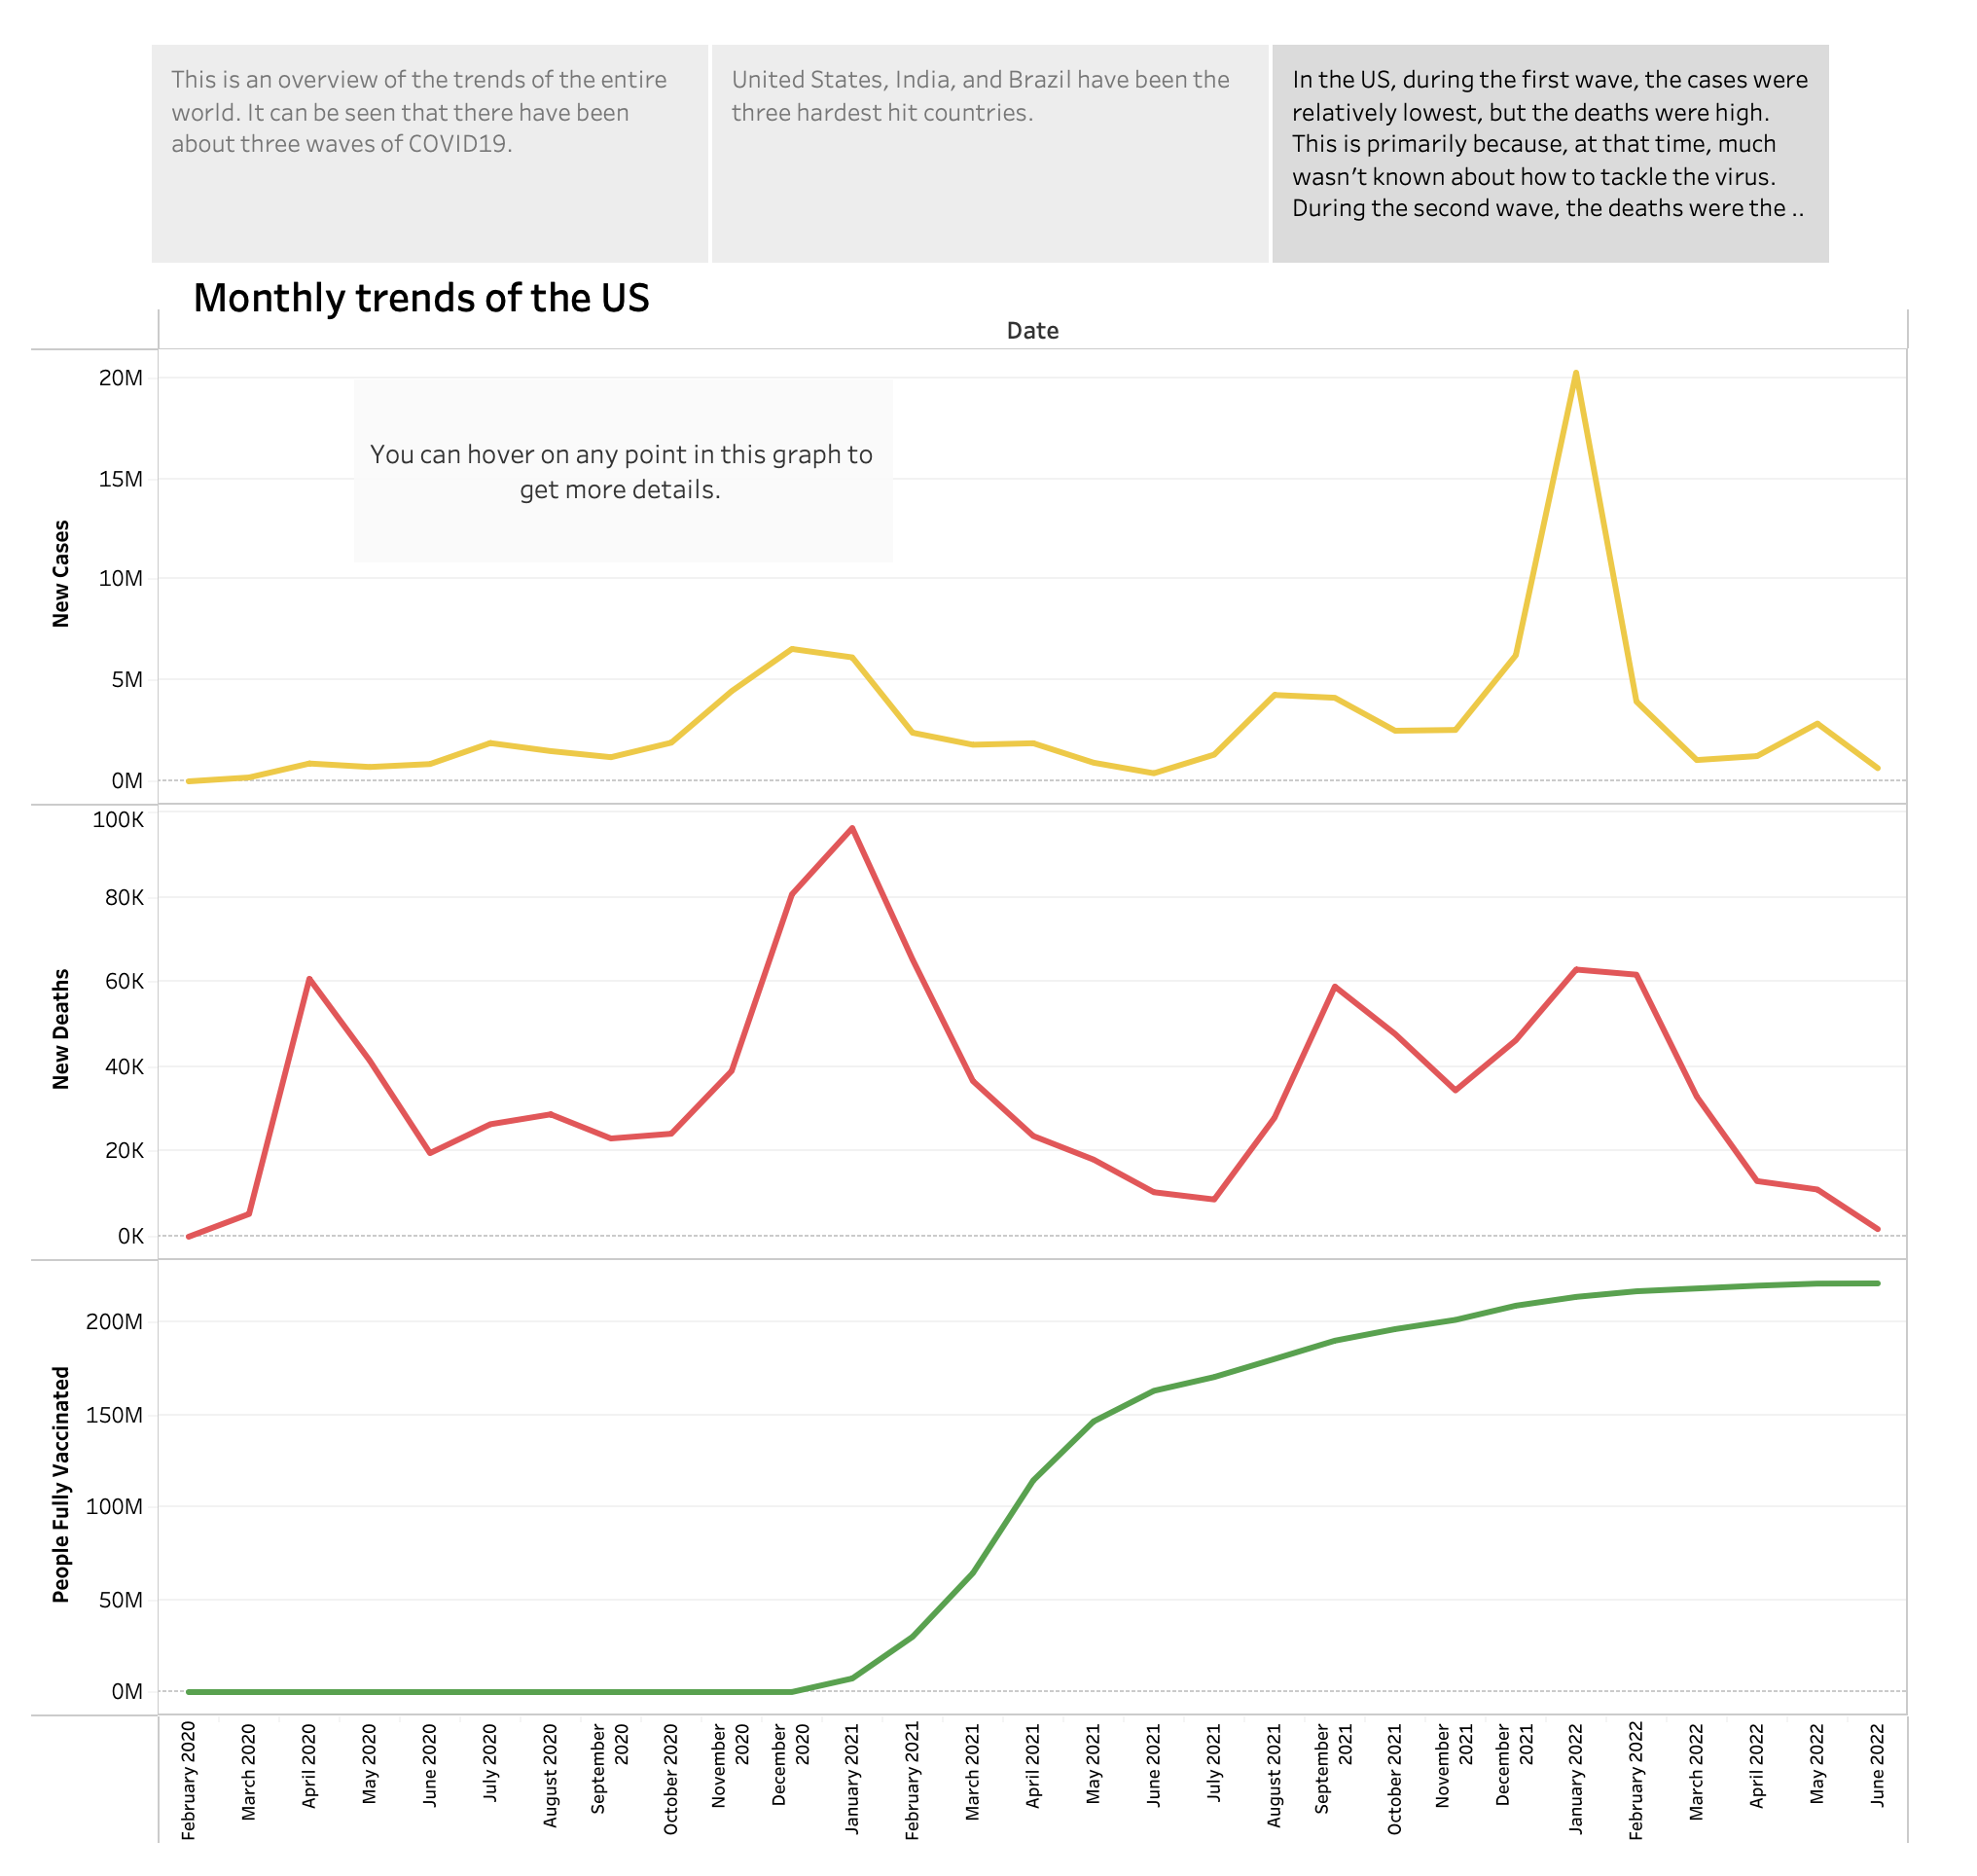 This is an overview of the trends of the entire
world. It can be seen that there have been
about three waves of COVID19.
United States, India, and Brazil have been the
three hardest hit countries.
In the US, during the first wave, the cases were
relatively lowest, but the deaths were high.
This is primarily because, at that time, much
wasn't known about how to tackle the virus.
During the second wave, the deaths were the ..
Monthly trends of the US
Date
20M
15M
10M
5M
0M
New Cases
You can hover on any point in this graph to
get more details.
100K
80K
60K
40K
20K
0K
New Deaths
200M
150M
100M
50M
0M
People Fully Vaccinated
February 2020
March 2020
April 2020
May 2020
June 2020
July 2020
August 2020
September
2020
October 2020
November
2020
December
2020
January 2021
February 2021
March 2021
April 2021
May 2021
June 2021
July 2021
August 2021
September
2021
October 2021
November
2021
December
2021
January 2022
February 2022
March 2022
April 2022
May 2022
June 2022